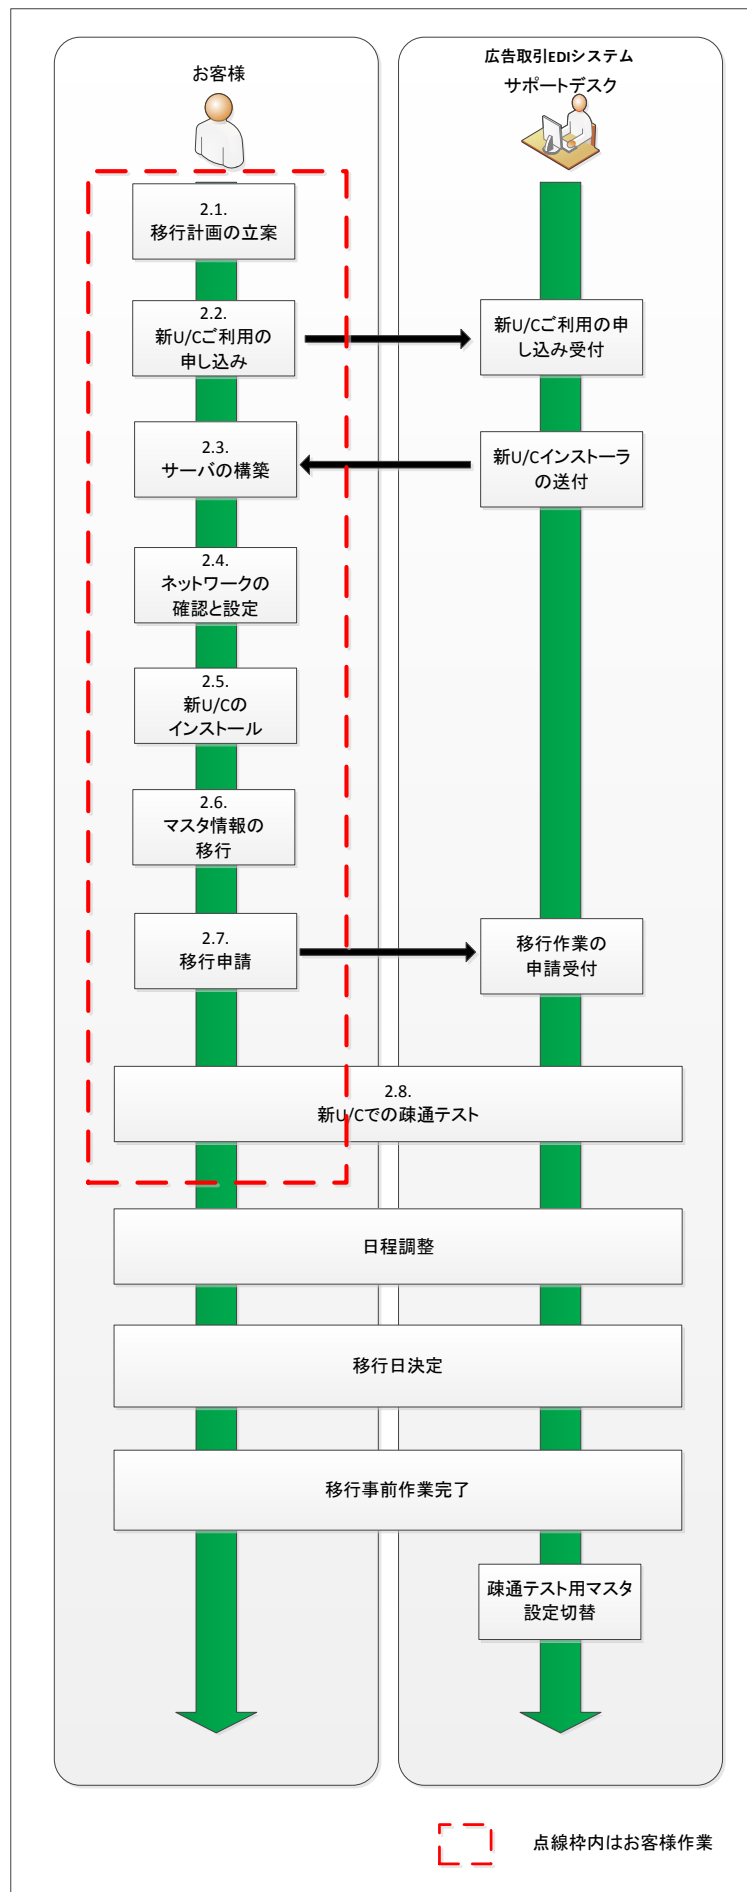 お客様
広告取引EDIシステム
サポートデスク
2.1.
移行計画の立案
2.2.
新U/Cご利用の
申し込み
新U/Cご利用の申
し込み受付
2.3.
サーバの構築
新U/Cインストーラ
の送付
2.4.
ネットワークの
確認と設定
2.5.
新U/Cの
インストール
2.6.
マスタ情報の
移行
2.7.
移行申請
移行作業の
申請受付
2.8.
新U/Cでの疎通テスト
日程調整
移行日決定
移行事前作業完了
疎通テスト用マスタ
設定切替
点線枠内はお客様作業